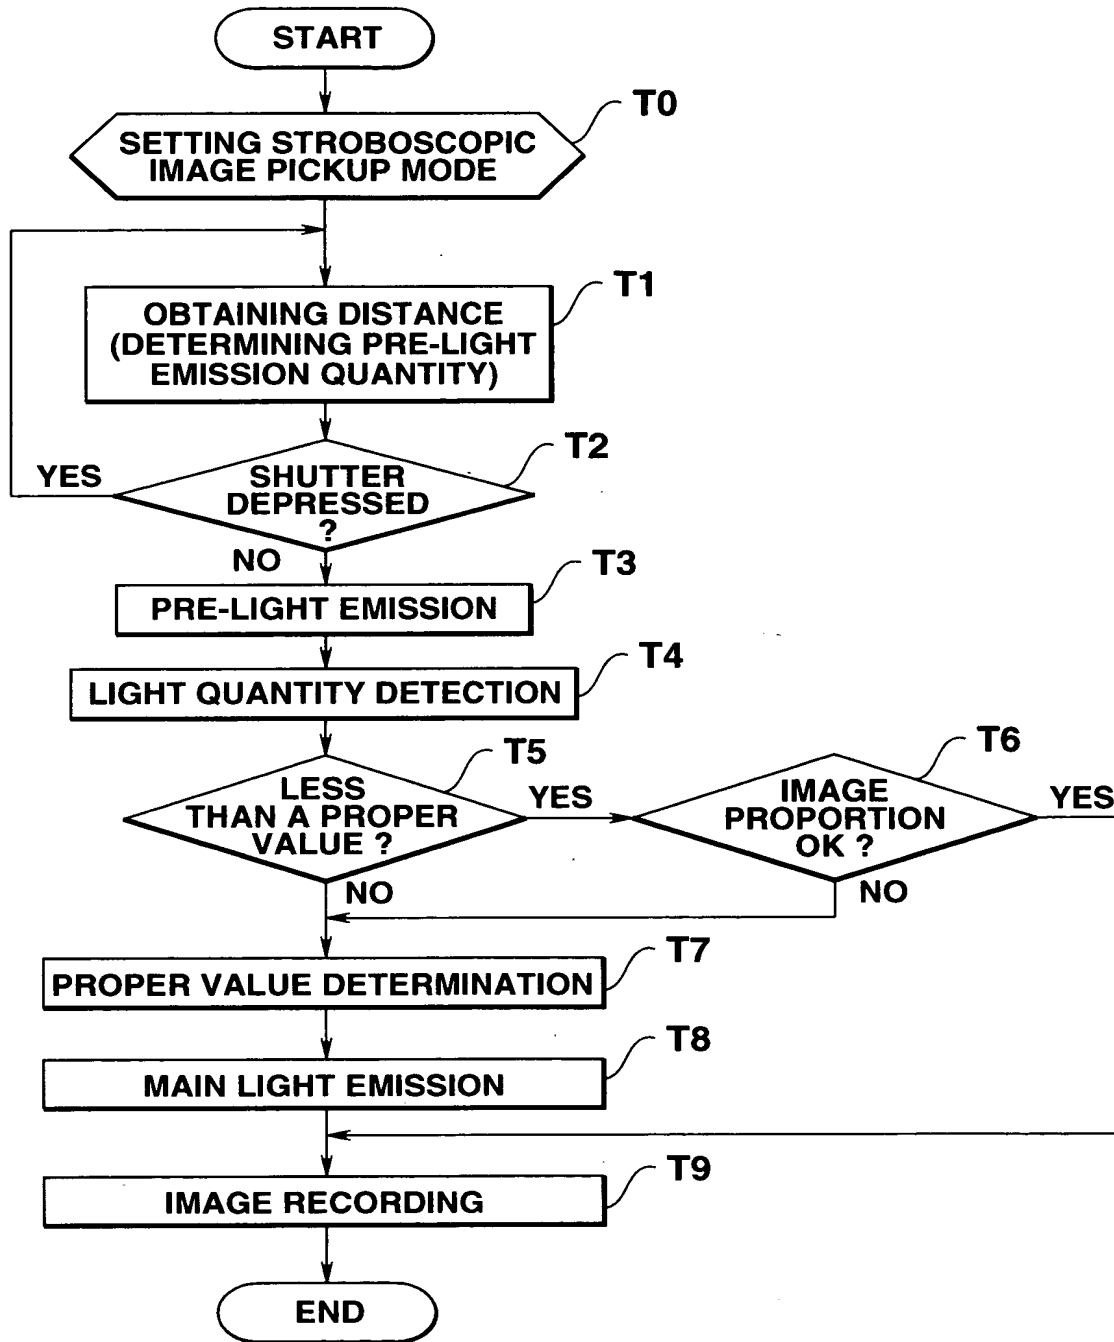 START
T0
SETTING STROBOSCOPIC
IMAGE PICKUP MODE
T1
OBTAINING DISTANCE
(DETERMINING PRE-LIGHT
EMISSION QUANTITY)
T2
YES
SHUTTER
DEPRESSED
?
NO
T3
PRE-LIGHT EMISSION
T4
LIGHT QUANTITY DETECTION
T5
LESS
THAN A PROPER
VALUE ?
YES
NO
T6
IMAGE
PROPORTION
OK ?
YES
NO
T7
PROPER VALUE DETERMINATION
T8
MAIN LIGHT EMISSION
T9
IMAGE RECORDING
END